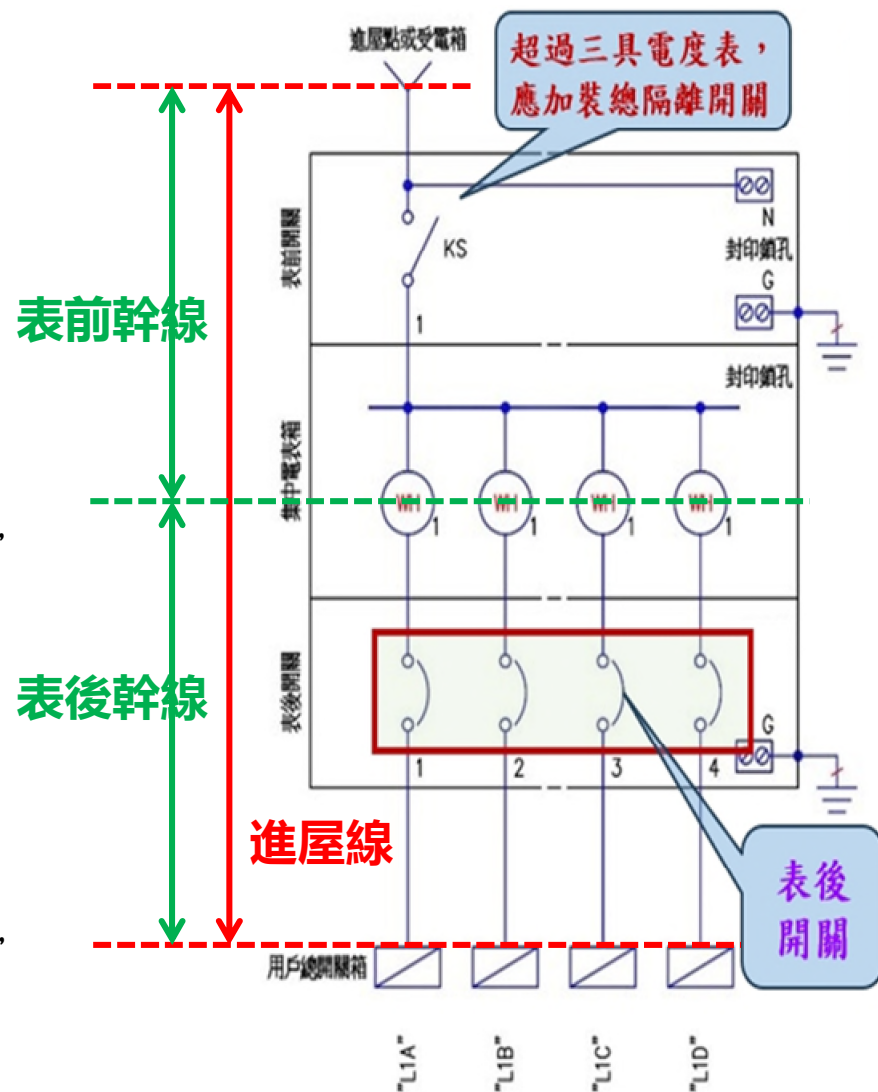 進屋點或受電箱
超過三具電度表，
應加裝總隔離開關
表前開關
KS
N
封印鎖孔
G
1
表前幹線
封印鎖孔
集中電表箱
WH
1
WH
1
WH
1
WH
1
，
表後幹線
表後開關
G
1
2
3
4
進屋線
表後
開關
，
用戶總開關箱
"L1A"
"L1B"
"L1C"
"L1D"